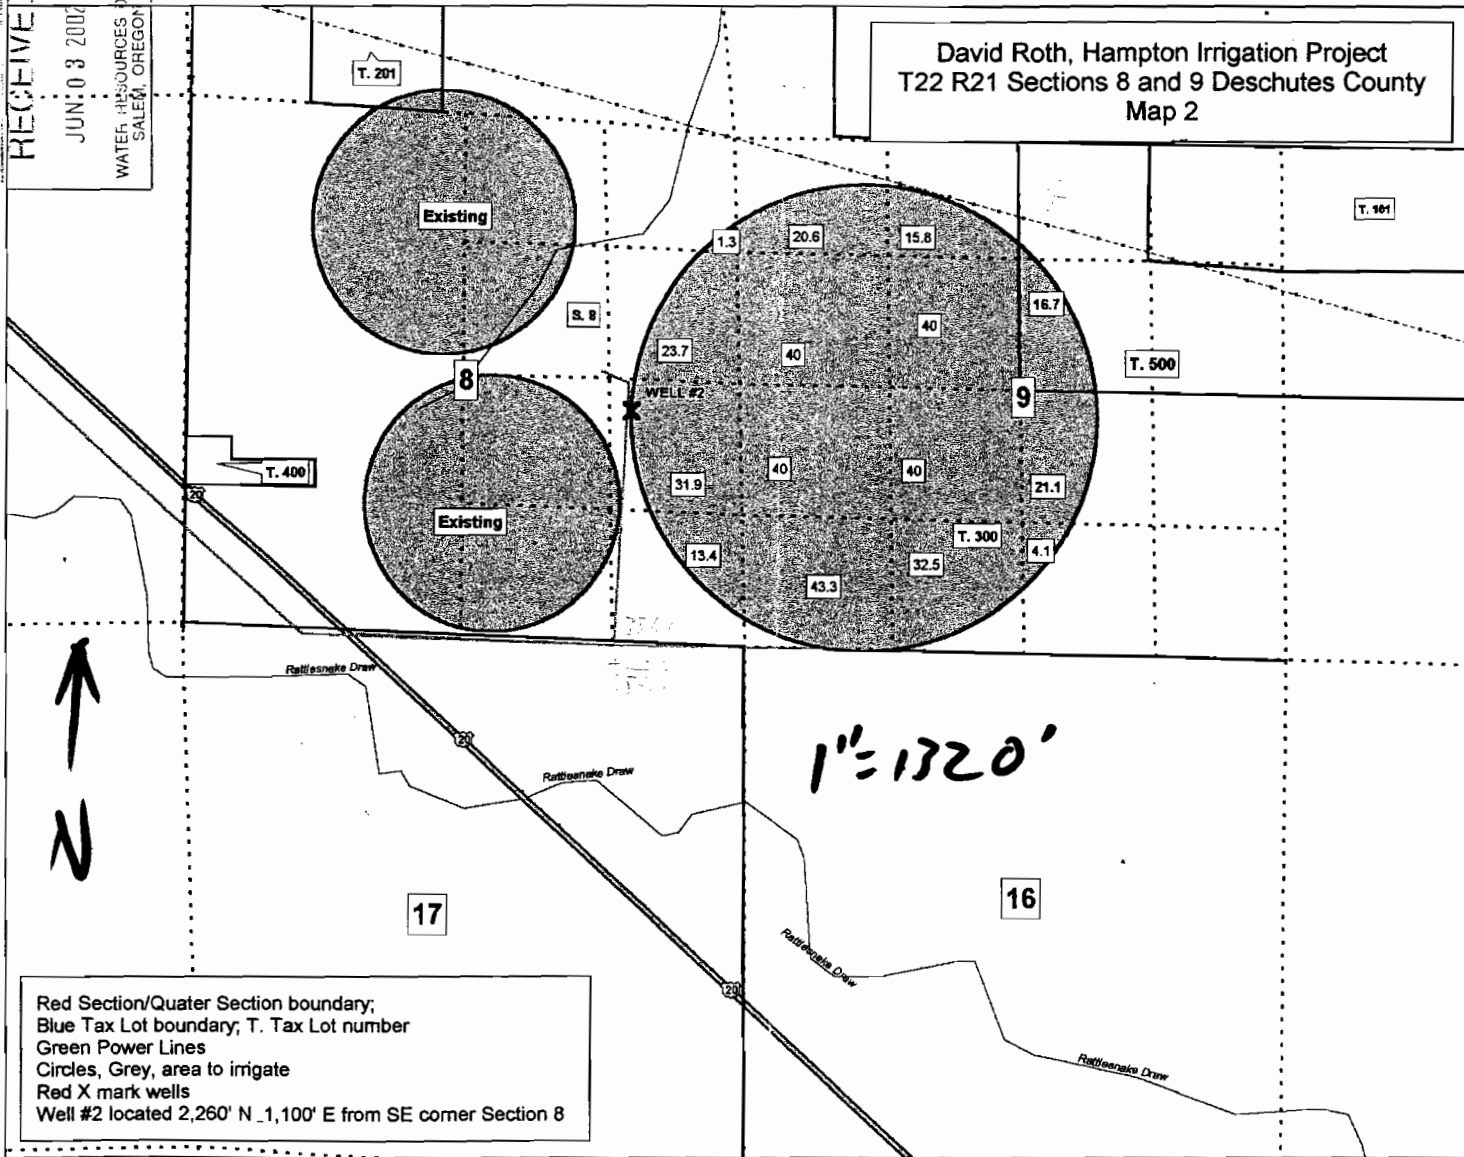 RECEIVE
JUN 03 2002
WATER RESOURCES
SALEM, OREGON
David Roth, Hampton Irrigation Project
T22 R21 Sections 8 and 9 Deschutes County
Map 2
T. 201
T. 101
Existing
1.3
20.6
15.8
16.7
S. 8
40
23.7
40
T. 500
8
WELL #2
9
T. 400
40
40
31.9
21.1
20
Existing
T. 300
13.4
4.1
43.3
32.5
Rattlesnake Draw
20
Rattlesnake Draw
1"=1320'
N
17
16
Rattlesnake Draw
20
Rattlesnake Draw
Red Section/Quater Section boundary;
Blue Tax Lot boundary; T. Tax Lot number
Green Power Lines
Circles, Grey, area to irrigate
Red X mark wells
Well #2 located 2,260' N _1,100' E from SE corner Section 8